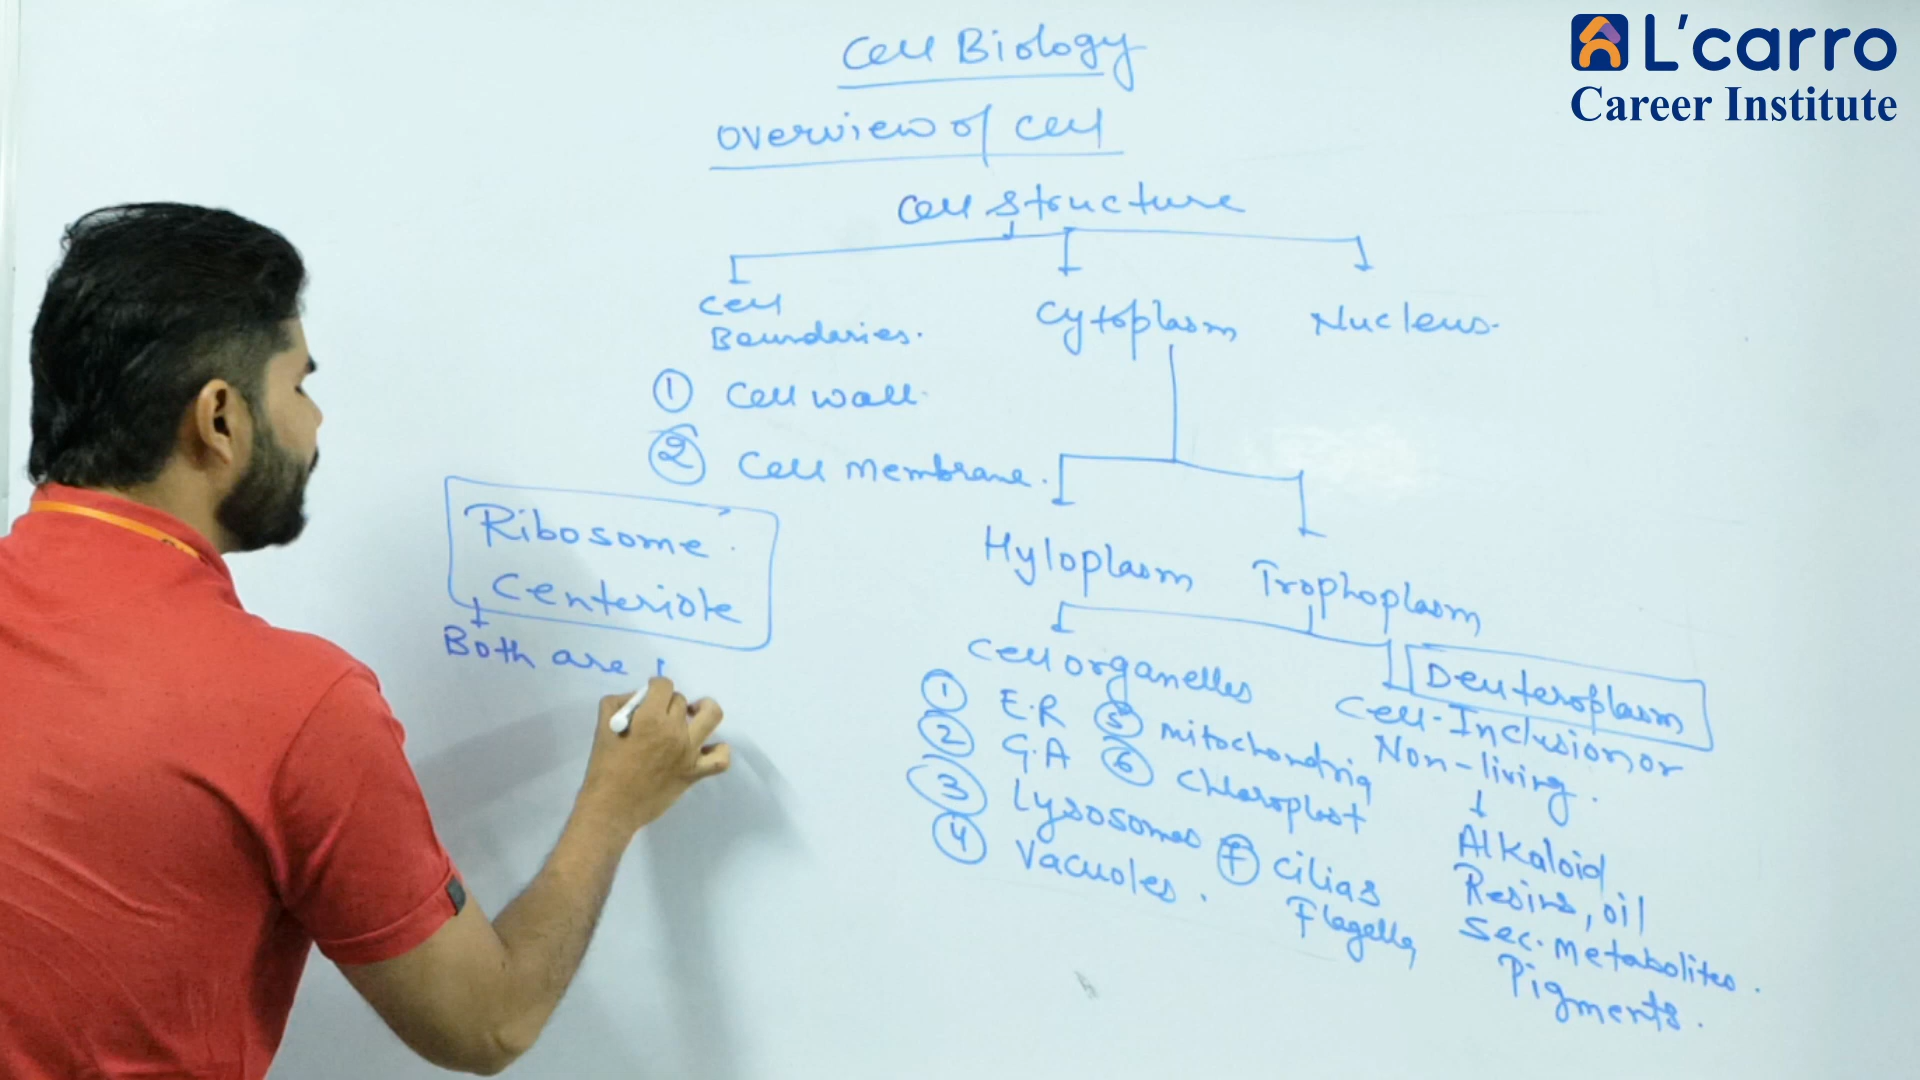 L'carro
Career Institute
Cell Biology
overview of cell
Cell structure
Cell
Boundaries.
Cytoplasm
Nucleus.
1 Cell wall.
2 Cell membrane.
Hyloplasm
Trophoplasm
Ribosome.
Centeriole
Both are
Cell organelles
1 E.R
2 G.A
3 Lysosomes
4 Vacuoles.
5 mitochondria
6 Chloroplast
7 cilias
Flagella
Deuteroplasm
Cell-Inclusion or
Non-living.
Alkaloid
Resins, oil
Sec. metabolites.
Pigments.